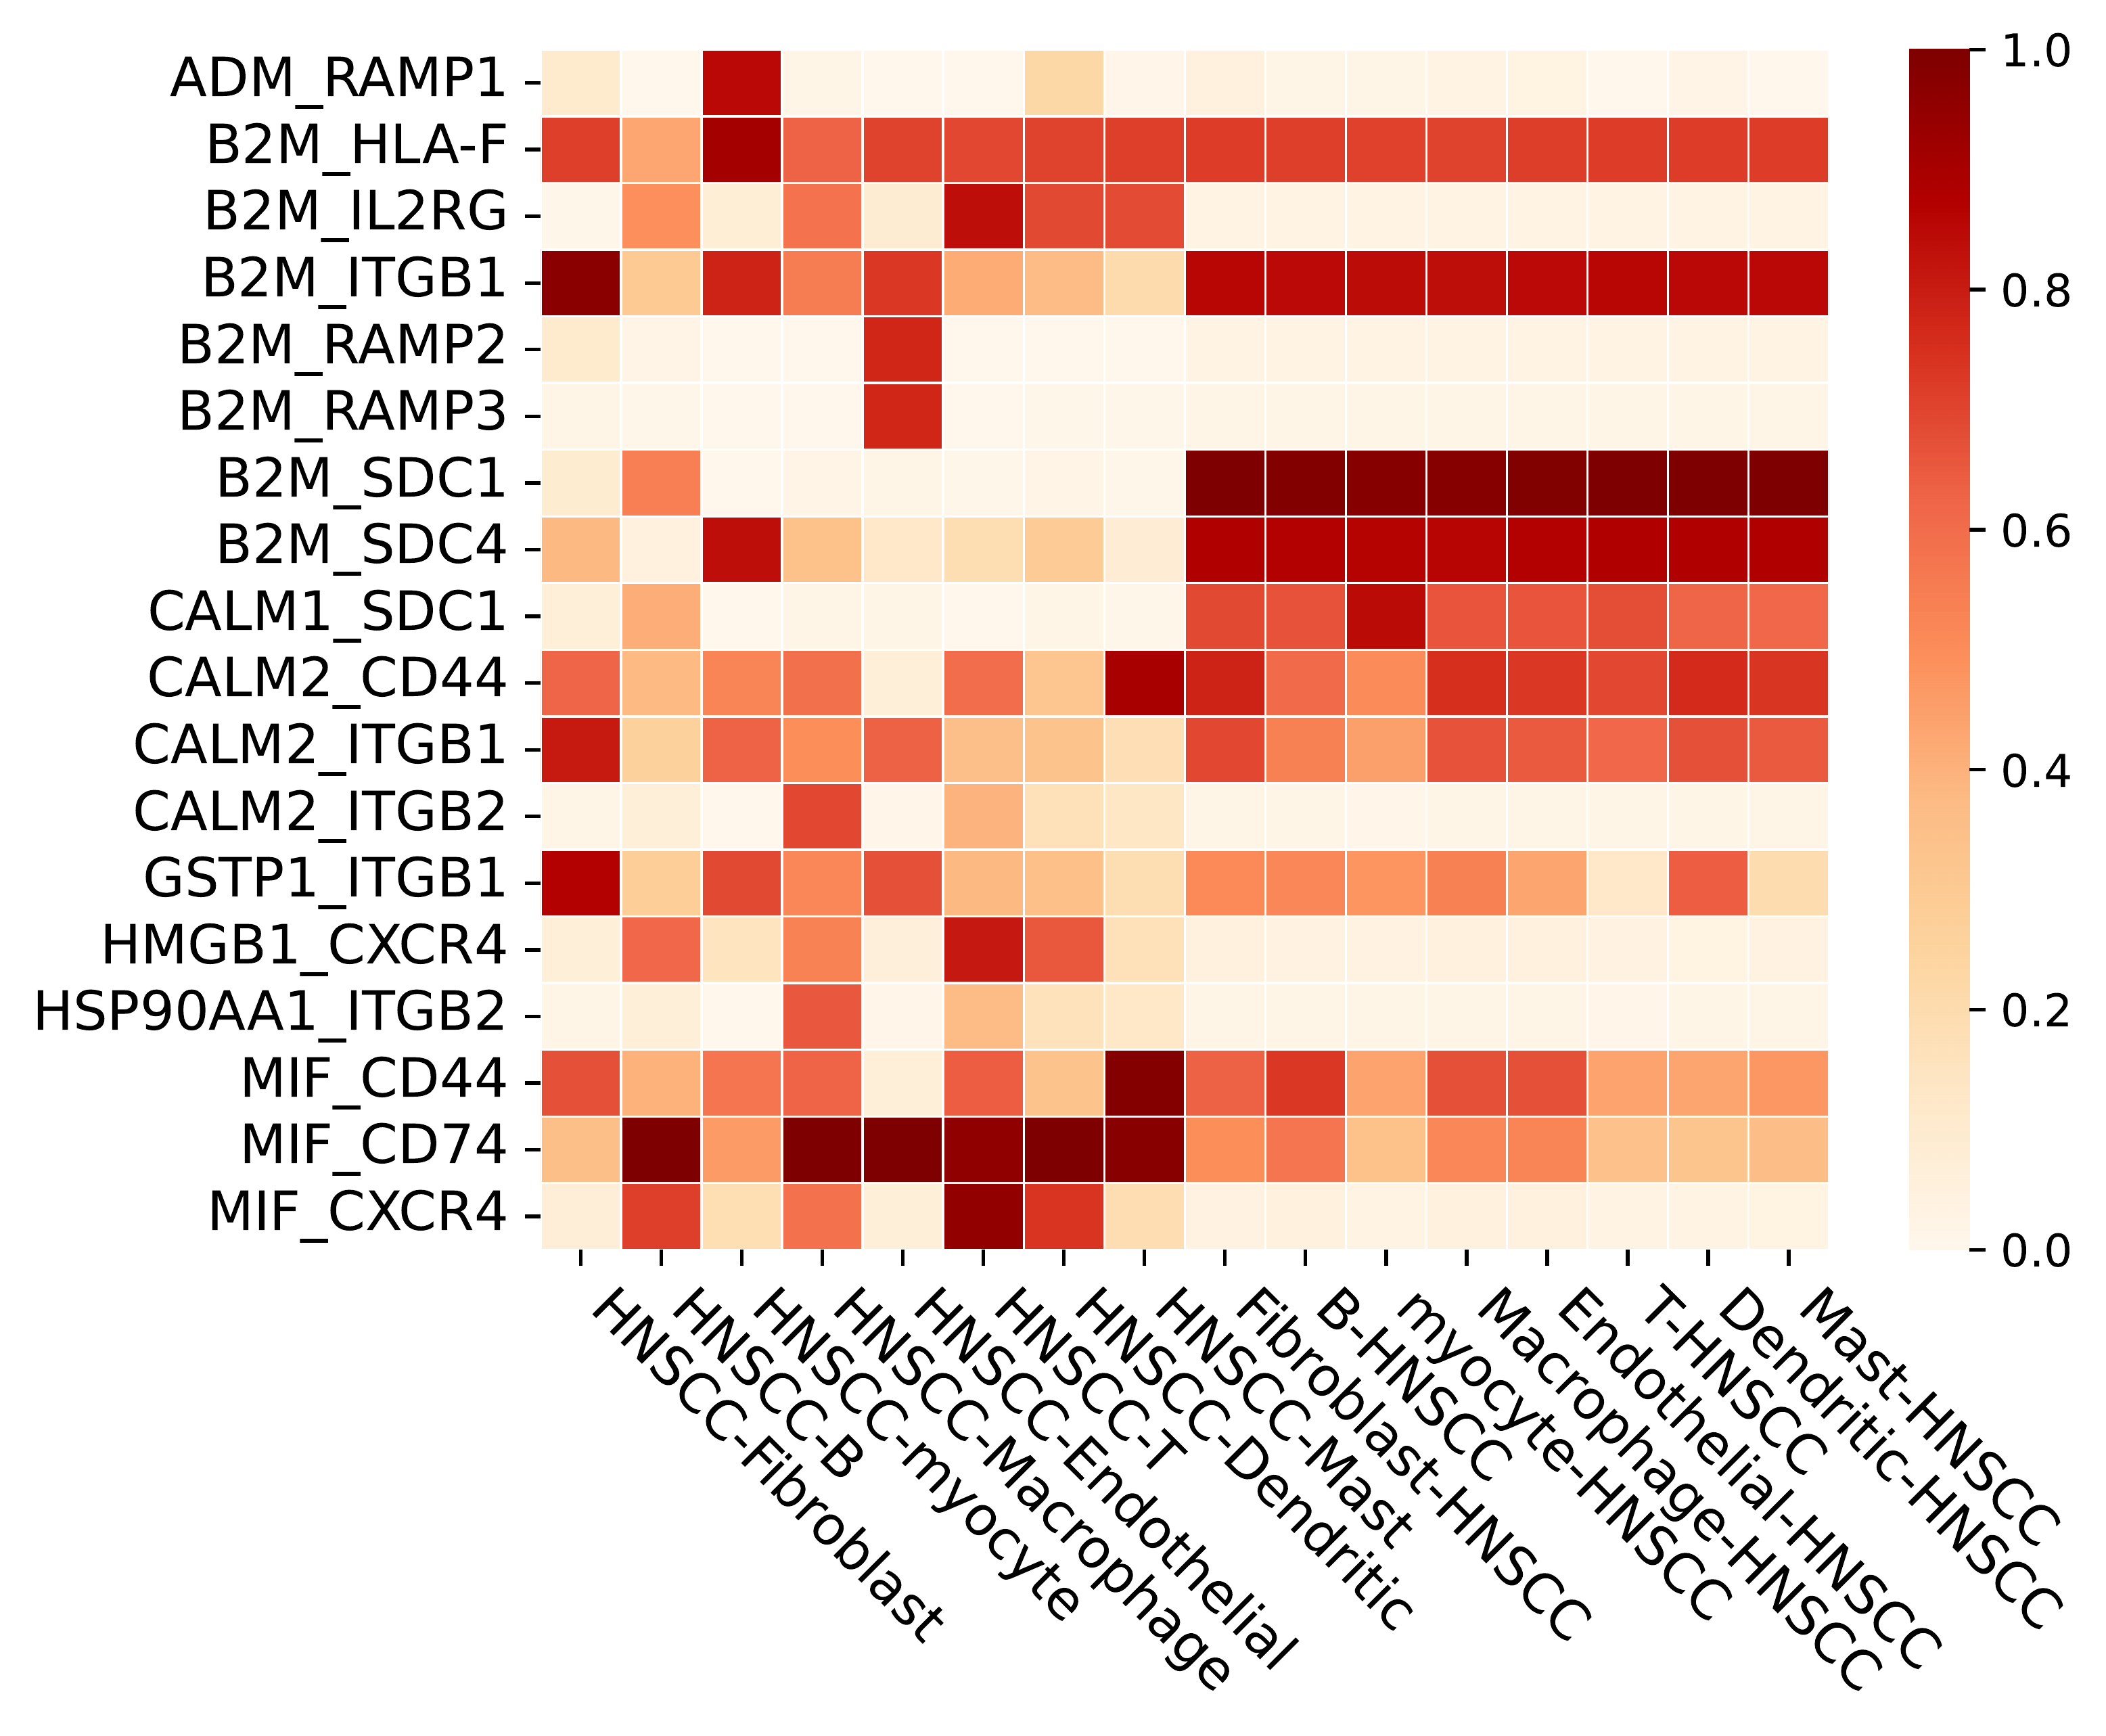 ADM_RAMP1
B2M_HLA-F
B2M_IL2RG
B2M_ITGB1
B2M_RAMP2
B2M_RAMP3
B2M_SDC1
B2M_SDC4
CALM1_SDC1
CALM2_CD44
CALM2_ITGB1
CALM2_ITGB2
GSTP1_ITGB1
HMGB1_CXCR4
HSP90AA1_ITGB2
MIF_CD44
MIF_CD74
MIF_CXCR4
HNSCC-Fibroblast
HNSCC-B
HNSCC-myocyte
HNSCC-Macrophage
HNSCC-Endothelial
HNSCC-T
HNSCC-Dendritic
HNSCC-Mast
Fibroblast-HNSCC
B-HNSCC
myocyte-HNSCC
Macrophage-HNSCC
Endothelial-HNSCC
T-HNSCC
Dendritic-HNSCC
Mast-HNSCC
1.0
0.8
0.6
0.4
0.2
0.0